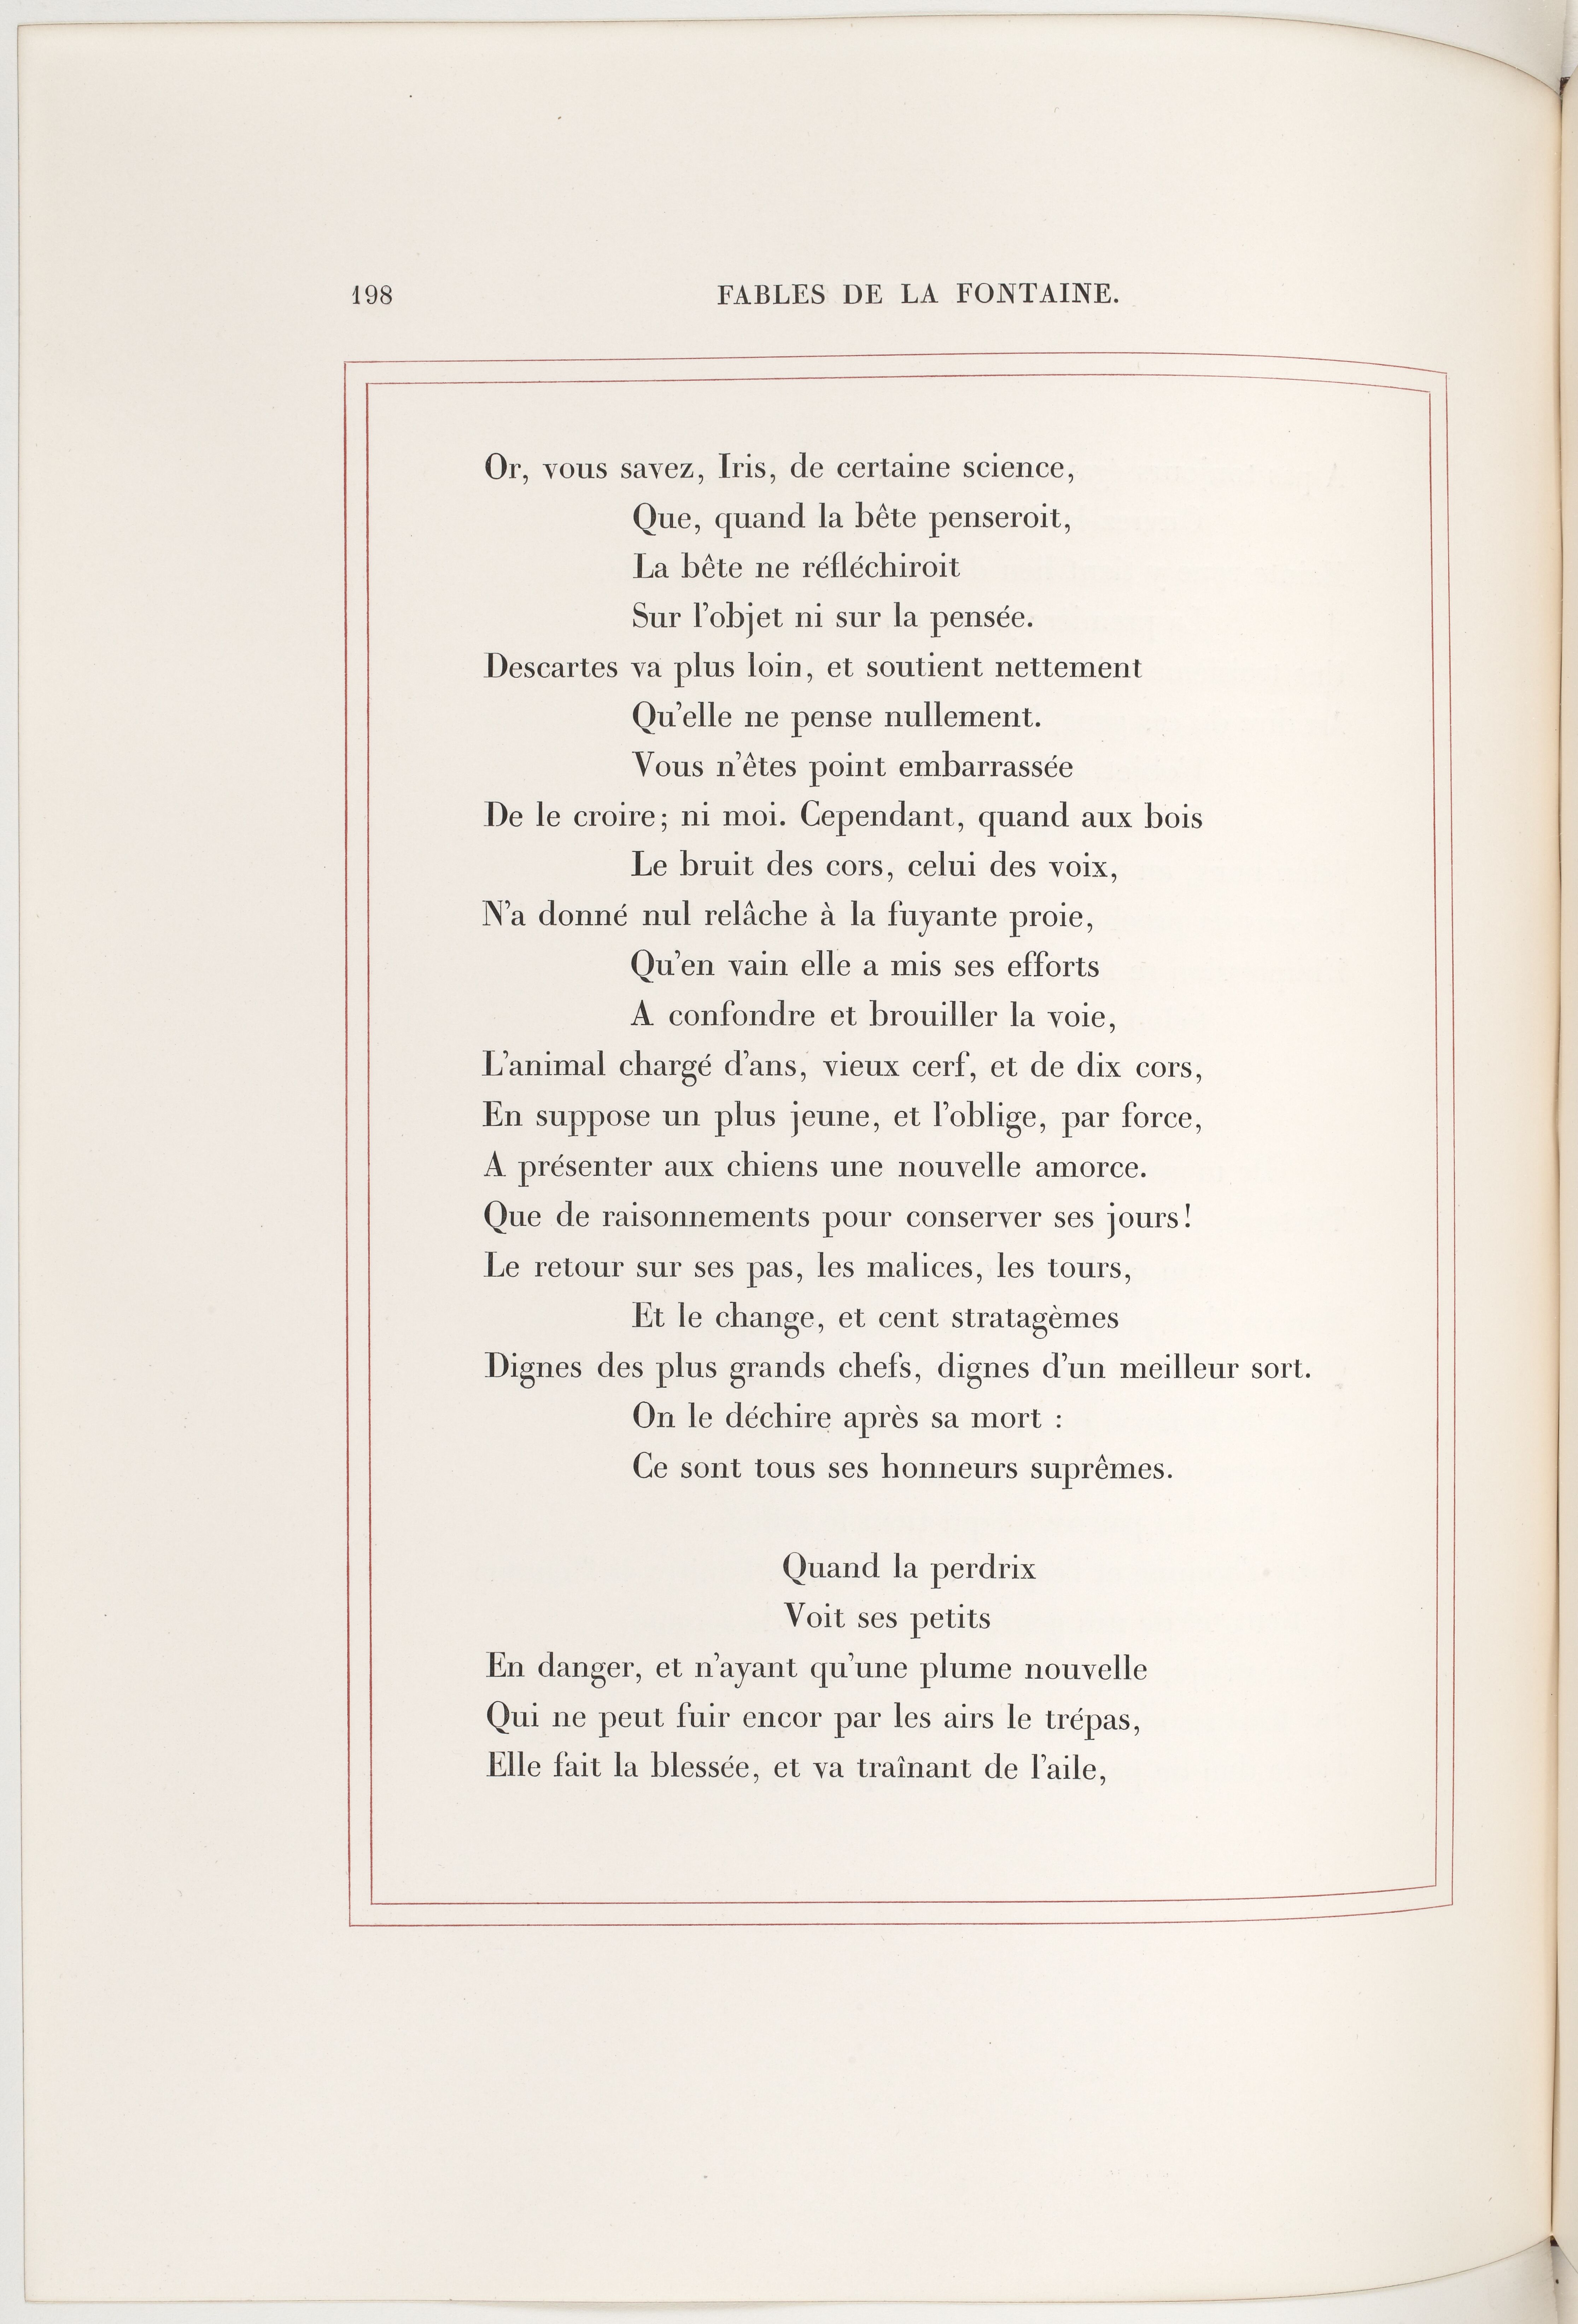 198 FABLES DE LA FONTAINE.
Or, vous savez, Iris, de certaine science,
Que, quand la bête penseroit,
La bête ne réfléchiroit
Sur l'objet ni sur la pensée.
Descartes va plus loin, et soutient nettement
Qu'elle ne pense nullement.
Vous n'êtes point embarrassée
De le croire; ni moi. Cependant, quand aux bois
Le bruit des cors, celui des voix,
N'a donné nul relâche à la fuyante proie,
Qu'en vain elle a mis ses efforts
A confondre et brouiller la voie,
L'animal chargé d'ans, vieux cerf, et de dix cors,
En suppose un plus jeune, et l'oblige, par force,
A présenter aux chiens une nouvelle amorce.
Que de raisonnements pour conserver ses jours!
Le retour sur ses pas, les malices, les tours,
Et le change, et cent stratagèmes
Dignes des plus grands chefs, dignes d'un meilleur sort.
On le déchire après sa mort :
Ce sont tous ses honneurs suprêmes.
Quand la perdrix
Voit ses petits
En danger, et n'ayant qu'une plume nouvelle
Qui ne peut fuir encor par les airs le trépas,
Elle fait la blessée, et va traînant de l'aile,